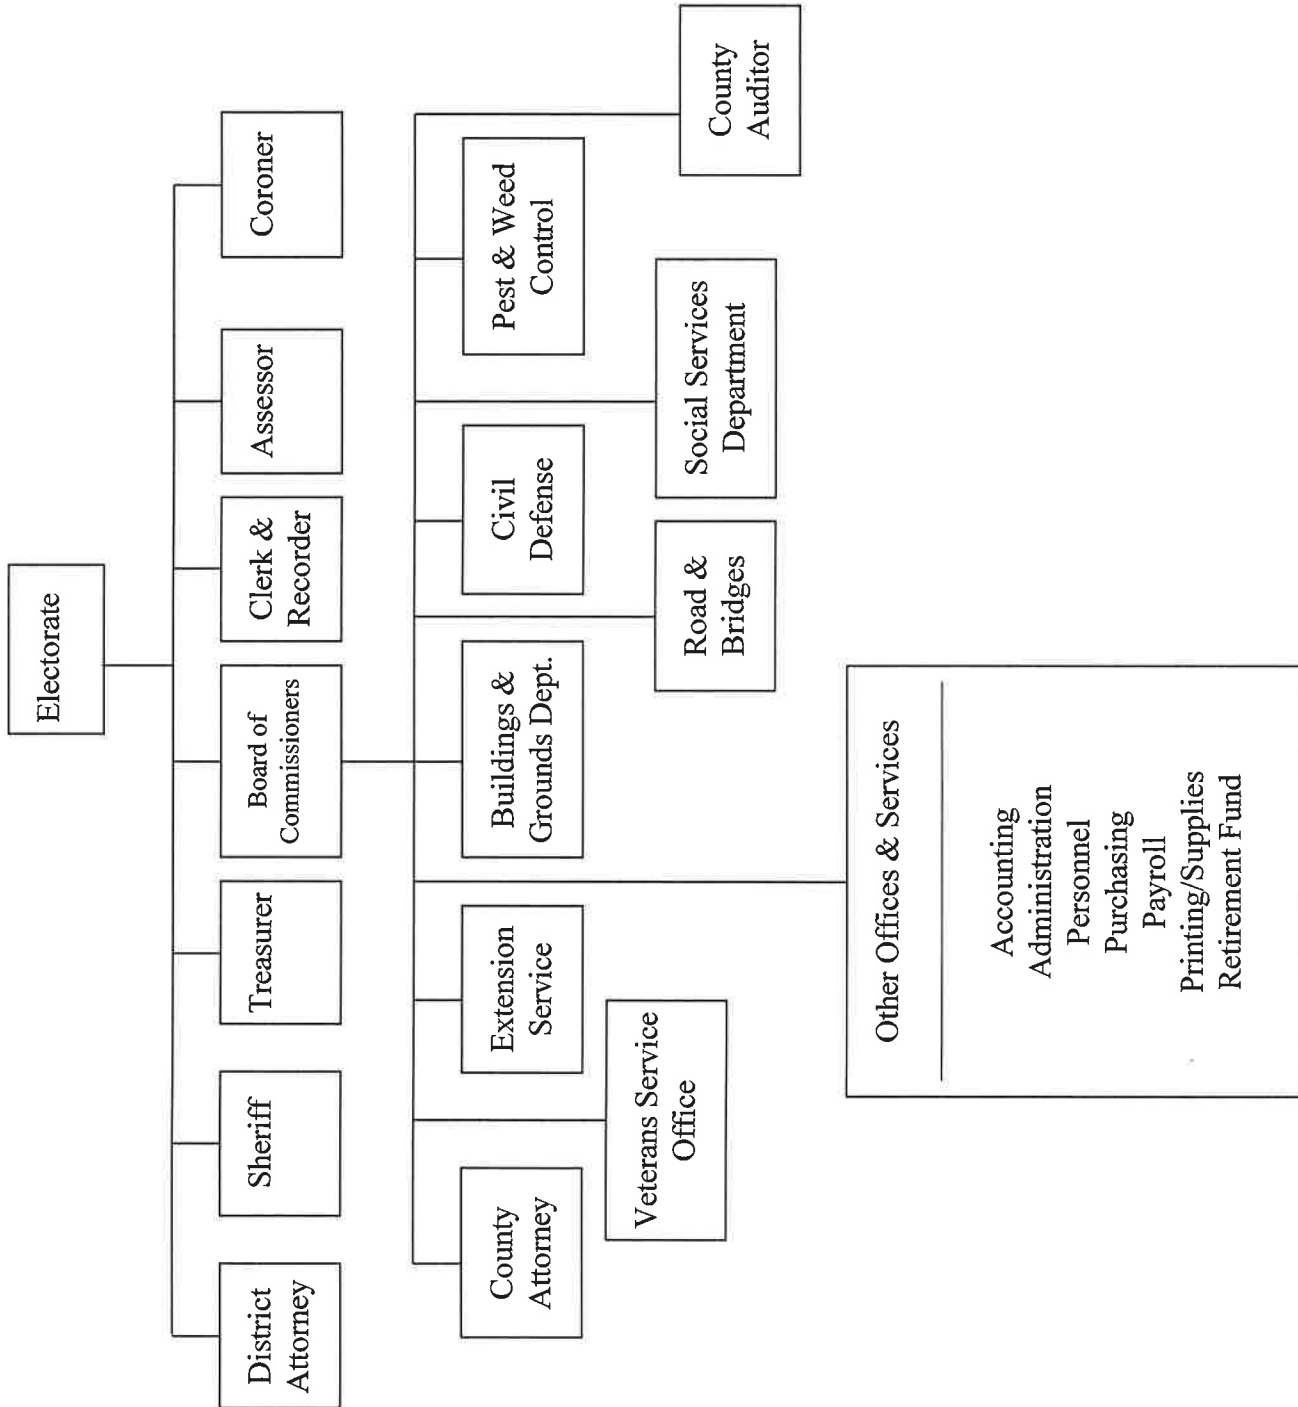 Electorate
District
Attorney
Sheriff
Treasurer
Board of
Commissioners
Clerk &
Recorder
Assessor
Coroner
County
Attorney
Extension
Service
Buildings &
Grounds Dept.
Civil
Defense
Pest & Weed
Control
Veterans Service
Office
Road &
Bridges
Social Services
Department
County
Auditor
Other Offices & Services
Accounting
Administration
Personnel
Purchasing
Payroll
Printing/Supplies
Retirement Fund